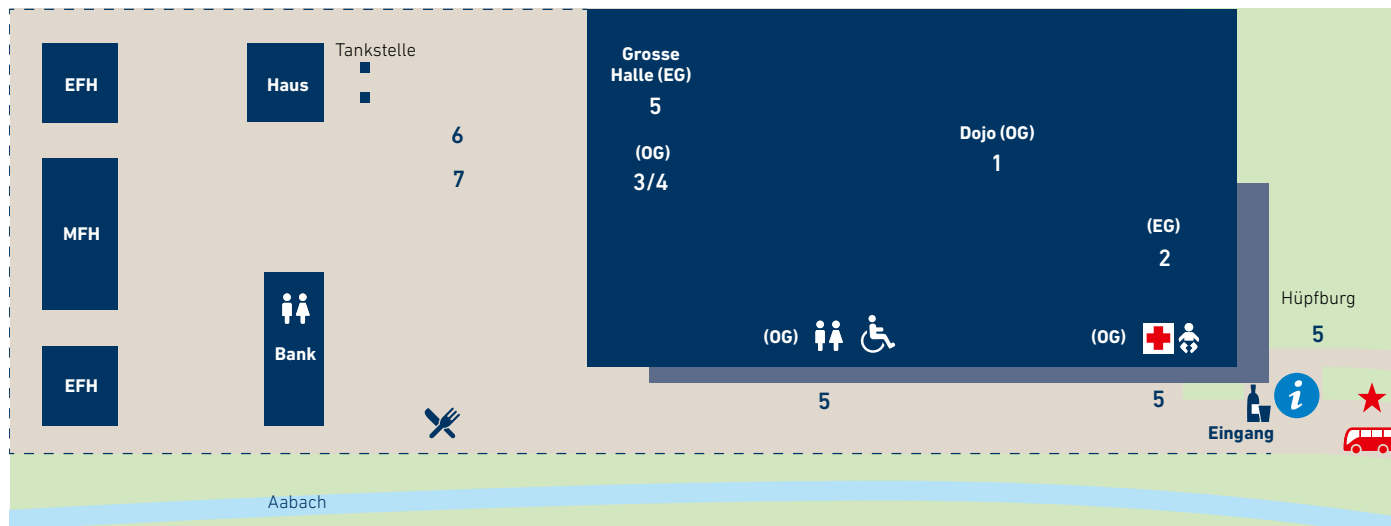 Tankstelle
EFH
Haus
Grosse
Halle (EG)
5
6
(OG)
3/4
Dojo (OG)
1
7
MFH
(EG)
2
Hüpfburg
5
(OG)
(OG)
Bank
EFH
5
5
i
Eingang
Aabach